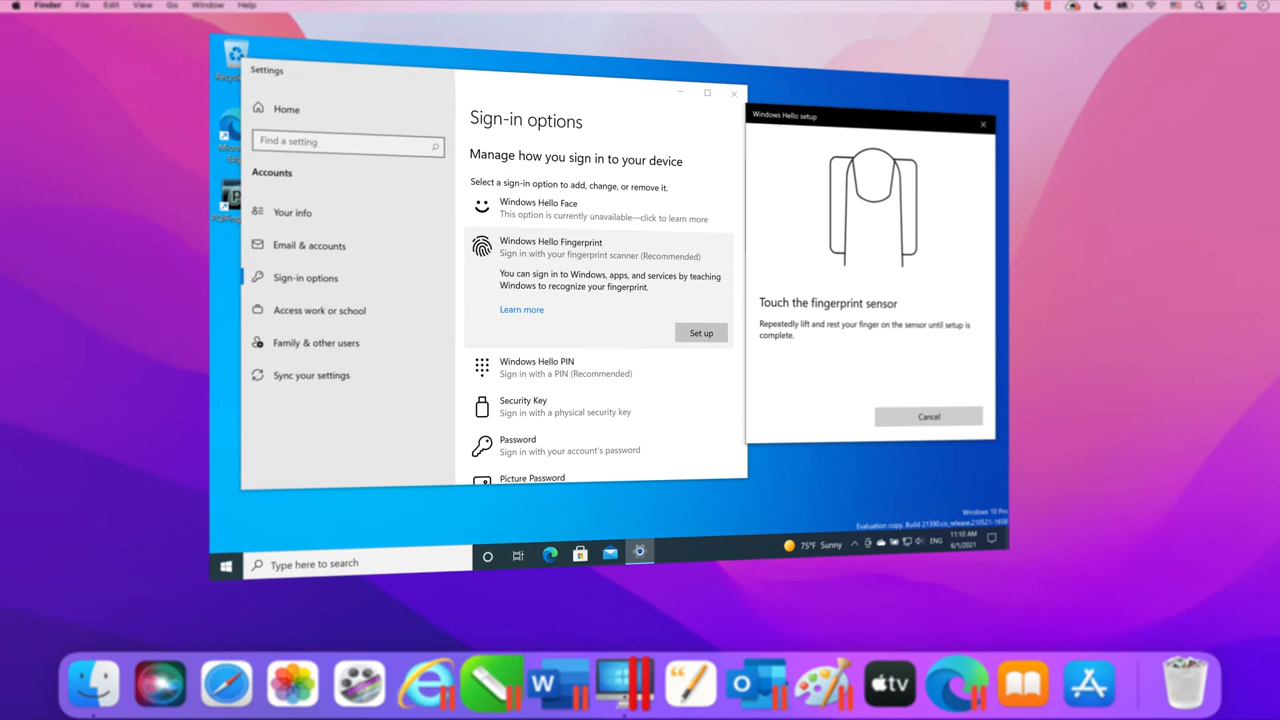 Finder File Edit View Go Window Help
Settings
Home
Find a setting
Accounts
Your info
Email & accounts
Sign-in options
Access work or school
Family & other users
Sync your settings
Sign-in options
Manage how you sign in to your device
Select a sign-in option to add, change, or remove it.
Windows Hello Face
This option is currently unavailable—click to learn more
Windows Hello Fingerprint
Sign in with your fingerprint scanner (Recommended)
You can sign in to Windows, apps, and services by teaching
Windows to recognize your fingerprint.
Learn more
Set up
Windows Hello PIN
Sign in with a PIN (Recommended)
Security Key
Sign in with a physical security key
Password
Sign in with your account's password
Picture Password
Windows Hello setup
Touch the fingerprint sensor
Repeatedly lift and rest your finger on the sensor until setup is
complete.
Cancel
Windows 10 Pro
Evaluation copy. Build 21390.co_release.210521-1658
Type here to search
75°F Sunny
ENG
11:10 AM
6/1/2021
W
O
tv